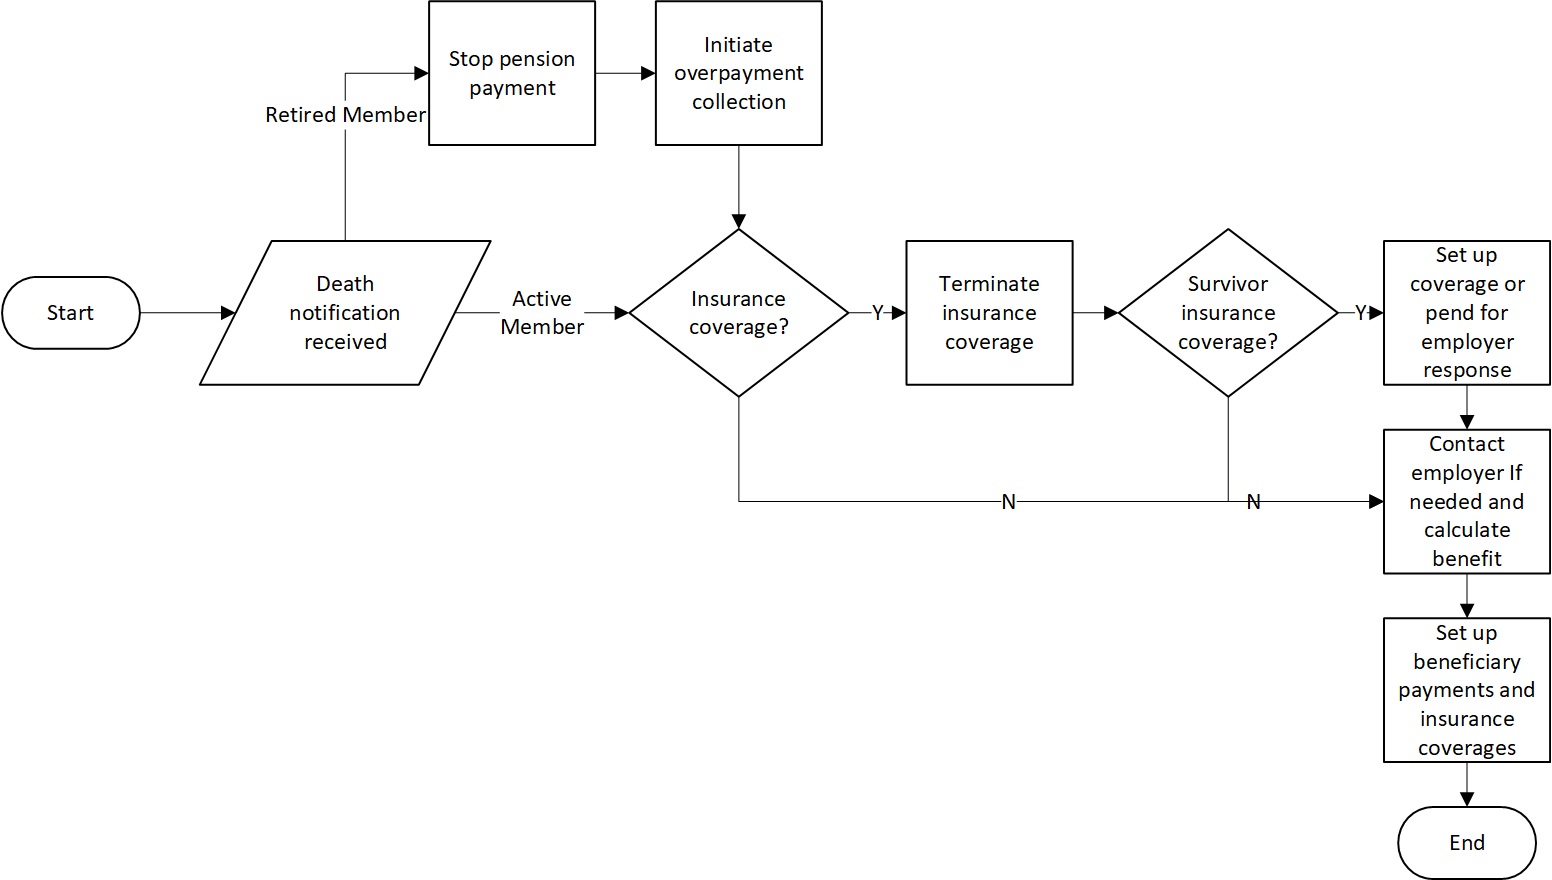 Stop pension
payment
Initiate
overpayment
collection
Retired Member
Start
Death
notification
received
Active
Member
Insurance
coverage?
Y
Terminate
insurance
coverage
Survivor
insurance
coverage?
Y
Set up
coverage or
pend for
employer
response
N
N
Contact
employer If
needed and
calculate
benefit
Set up
beneficiary
payments and
insurance
coverages
End